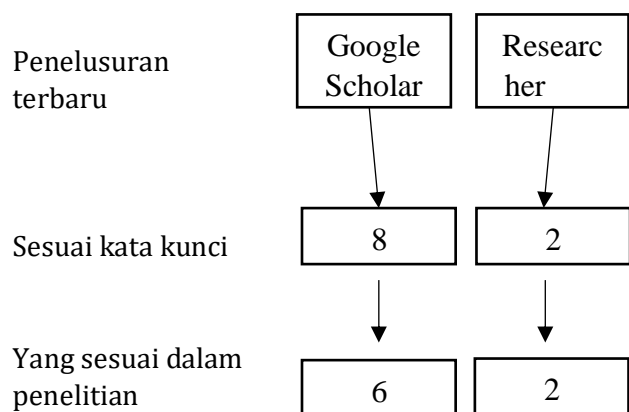 Penelusuran
terbaru
Google
Scholar
Researc
her
Sesuai kata kunci
8
2
Yang sesuai dalam
penelitian
6
2